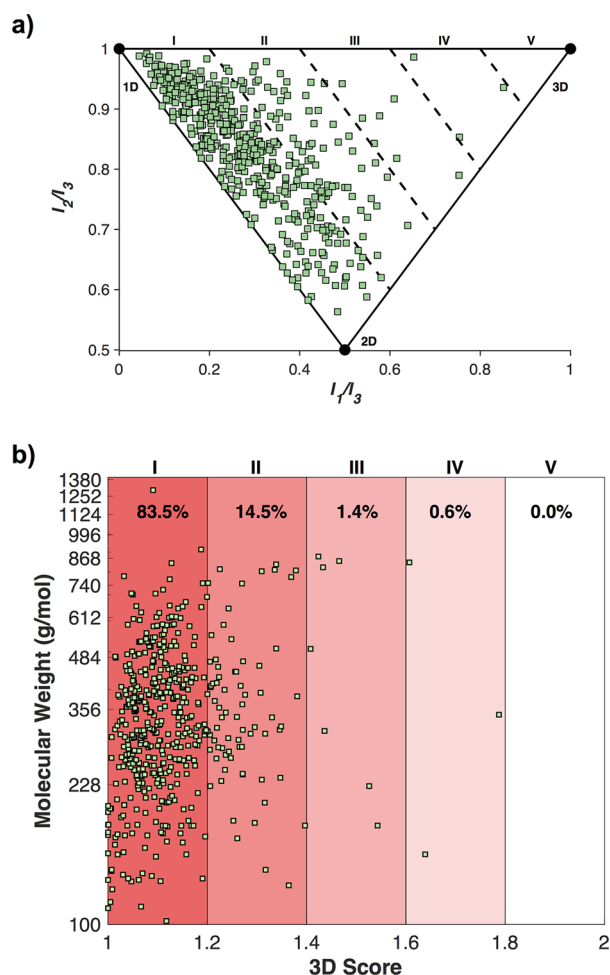 a)
I II III IV V
1
1D
3D
0.9
0.8
I2/I3
0.7
0.6
2D
0.5
0 0.2 0.4 0.6 0.8 1
I1/I3
b)
I II III IV V
1380
83.5% 14.5% 1.4% 0.6% 0.0%
1252
1124
996
868
740
612
484
356
228
100
Molecular Weight (g/mol)
1 1.2 1.4 1.6 1.8 2
3D Score